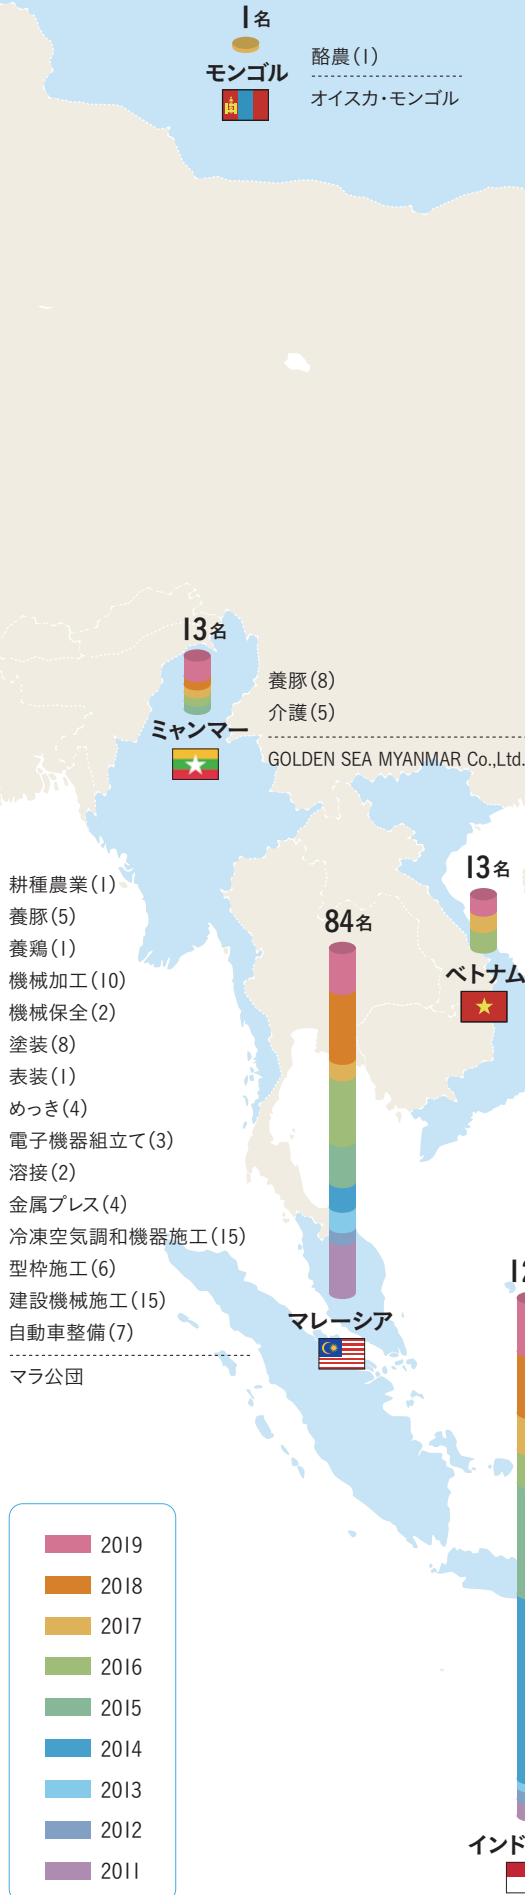 1名
モンゴル
酪農(1)
オイスカ・モンゴル
13名
ミャンマー
養豚(8)
介護(5)
GOLDEN SEA MYANMAR Co.,Ltd.
13名
ベトナム
84名
マレーシア
耕種農業(1)
養豚(5)
養鶏(1)
機械加工(10)
機械保全(2)
塗装(8)
表装(1)
めっき(4)
電子機器組立て(3)
溶接(2)
金属プレス(4)
冷凍空気調和機器施工(15)
型枠施工(6)
建設機械施工(15)
自動車整備(7)
マラ公団
12
インド
2019
2018
2017
2016
2015
2014
2013
2012
2011